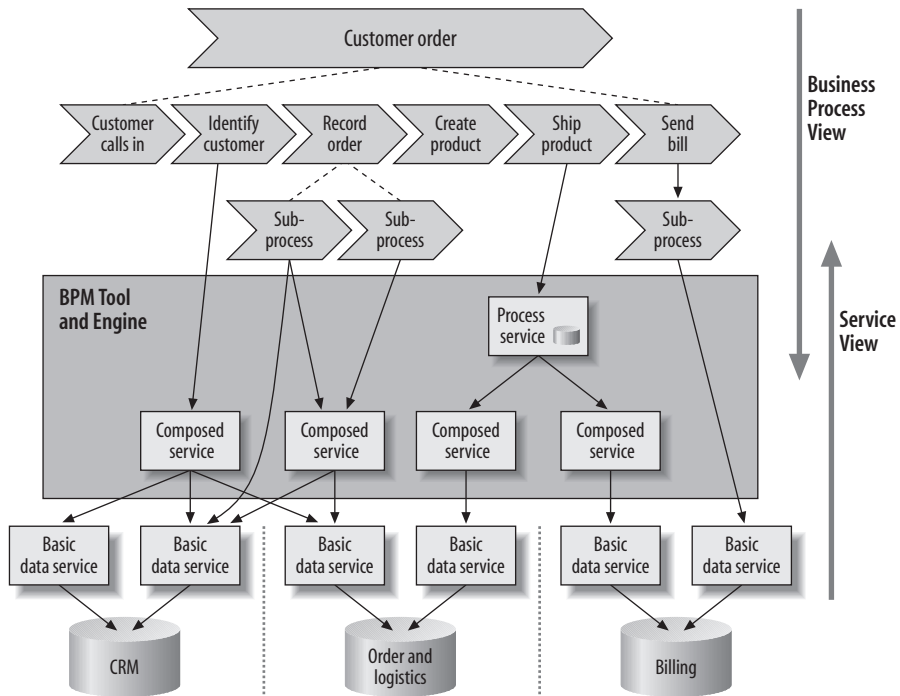 Customer order
Business
Process
View
Customer
calls in
Identify
customer
Record
order
Create
product
Ship
product
Send
bill
Sub-
process
Sub-
process
Sub-
process
BPM Tool
and Engine
Process
service
Service
View
Composed
service
Composed
service
Composed
service
Composed
service
Basic
data service
Basic
data service
Basic
data service
Basic
data service
Basic
data service
Basic
data service
CRM
Order and
logistics
Billing